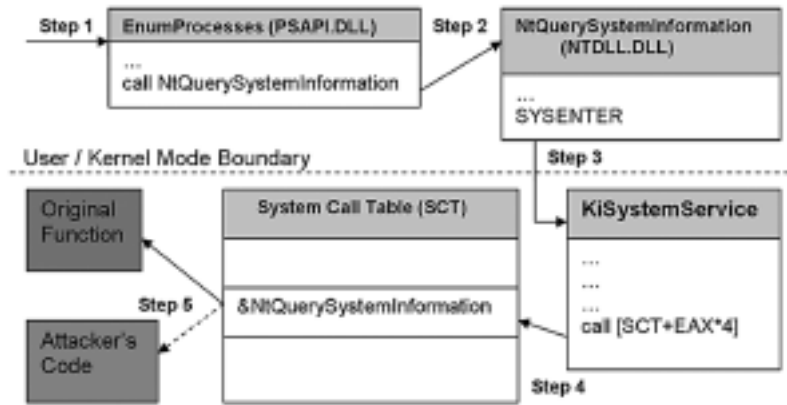 Step 1
EnumProcesses (PSAPI.DLL)
...
call NtQuerySystemInformation
Step 2
NtQuerySystemInformation
(NTDLL.DLL)
...
SYSENTER
User / Kernel Mode Boundary
Step 3
Original
Function
System Call Table (SCT)
KiSystemService
...
...
...
call [SCT+EAX*4]
&NtQuerySystemInformation
Step 5
Attacker's
Code
Step 4